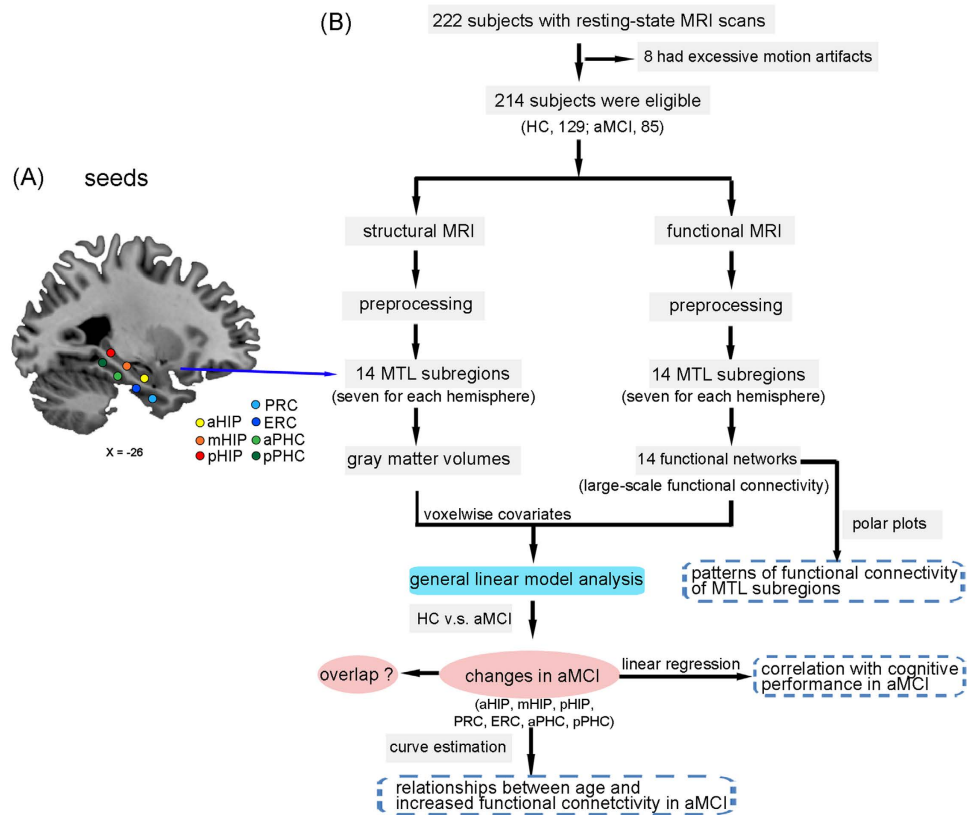 (A) seeds
aHIP
mHIP
pHIP
PRC
ERC
aPHC
pPHC
X = -26
(B)
222 subjects with resting-state MRI scans
8 had excessive motion artifacts
214 subjects were eligible
(HC, 129; aMCI, 85)
structural MRI
functional MRI
preprocessing
preprocessing
14 MTL subregions
(seven for each hemisphere)
14 MTL subregions
(seven for each hemisphere)
gray matter volumes
14 functional networks
(large-scale functional connectivity)
voxelwise covariates
polar plots
general linear model analysis
patterns of functional connectivity
of MTL subregions
HC v.s. aMCI
overlap ?
changes in aMCI
linear regression
correlation with cognitive
performance in aMCI
(aHIP, mHIP, pHIP,
PRC, ERC, aPHC, pPHC)
curve estimation
relationships between age and
increased functional connetctivity in aMCI